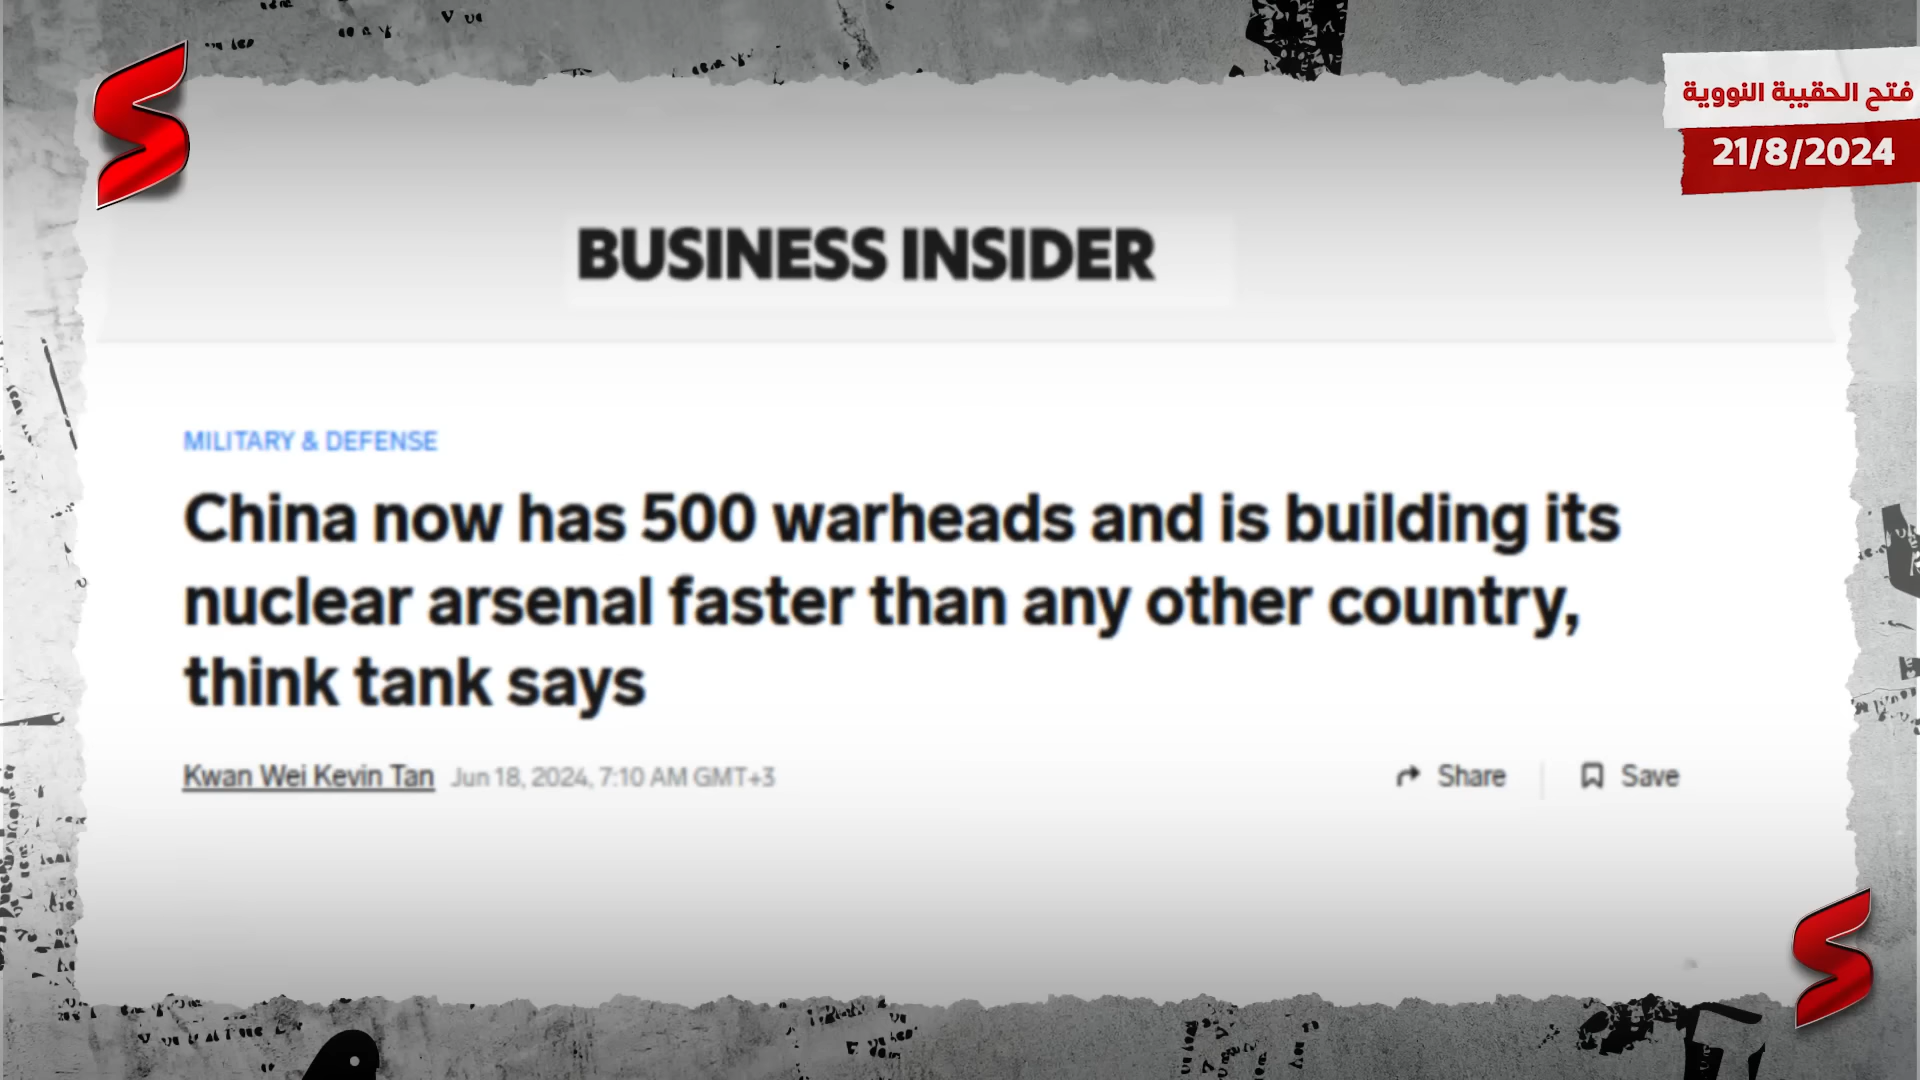 فتح الحقيبة النووية
21/8/2024
BUSINESS INSIDER
MILITARY & DEFENSE
China now has 500 warheads and is building its
nuclear arsenal faster than any other country,
think tank says
Kwan Wei Kevin Tan Jun 18, 2024, 7:10 AM GMT+3
Share Save